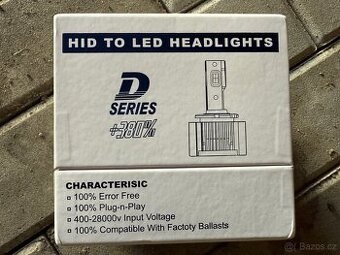 HID TO LED HEADLIGHTS
D
SERIES
+380%
CHARACTERISIC
100% Error Free
100% Plug-n-Play
400-28000v Input Voltage
100% Compatible With Factoty Ballasts
Bazos.cz